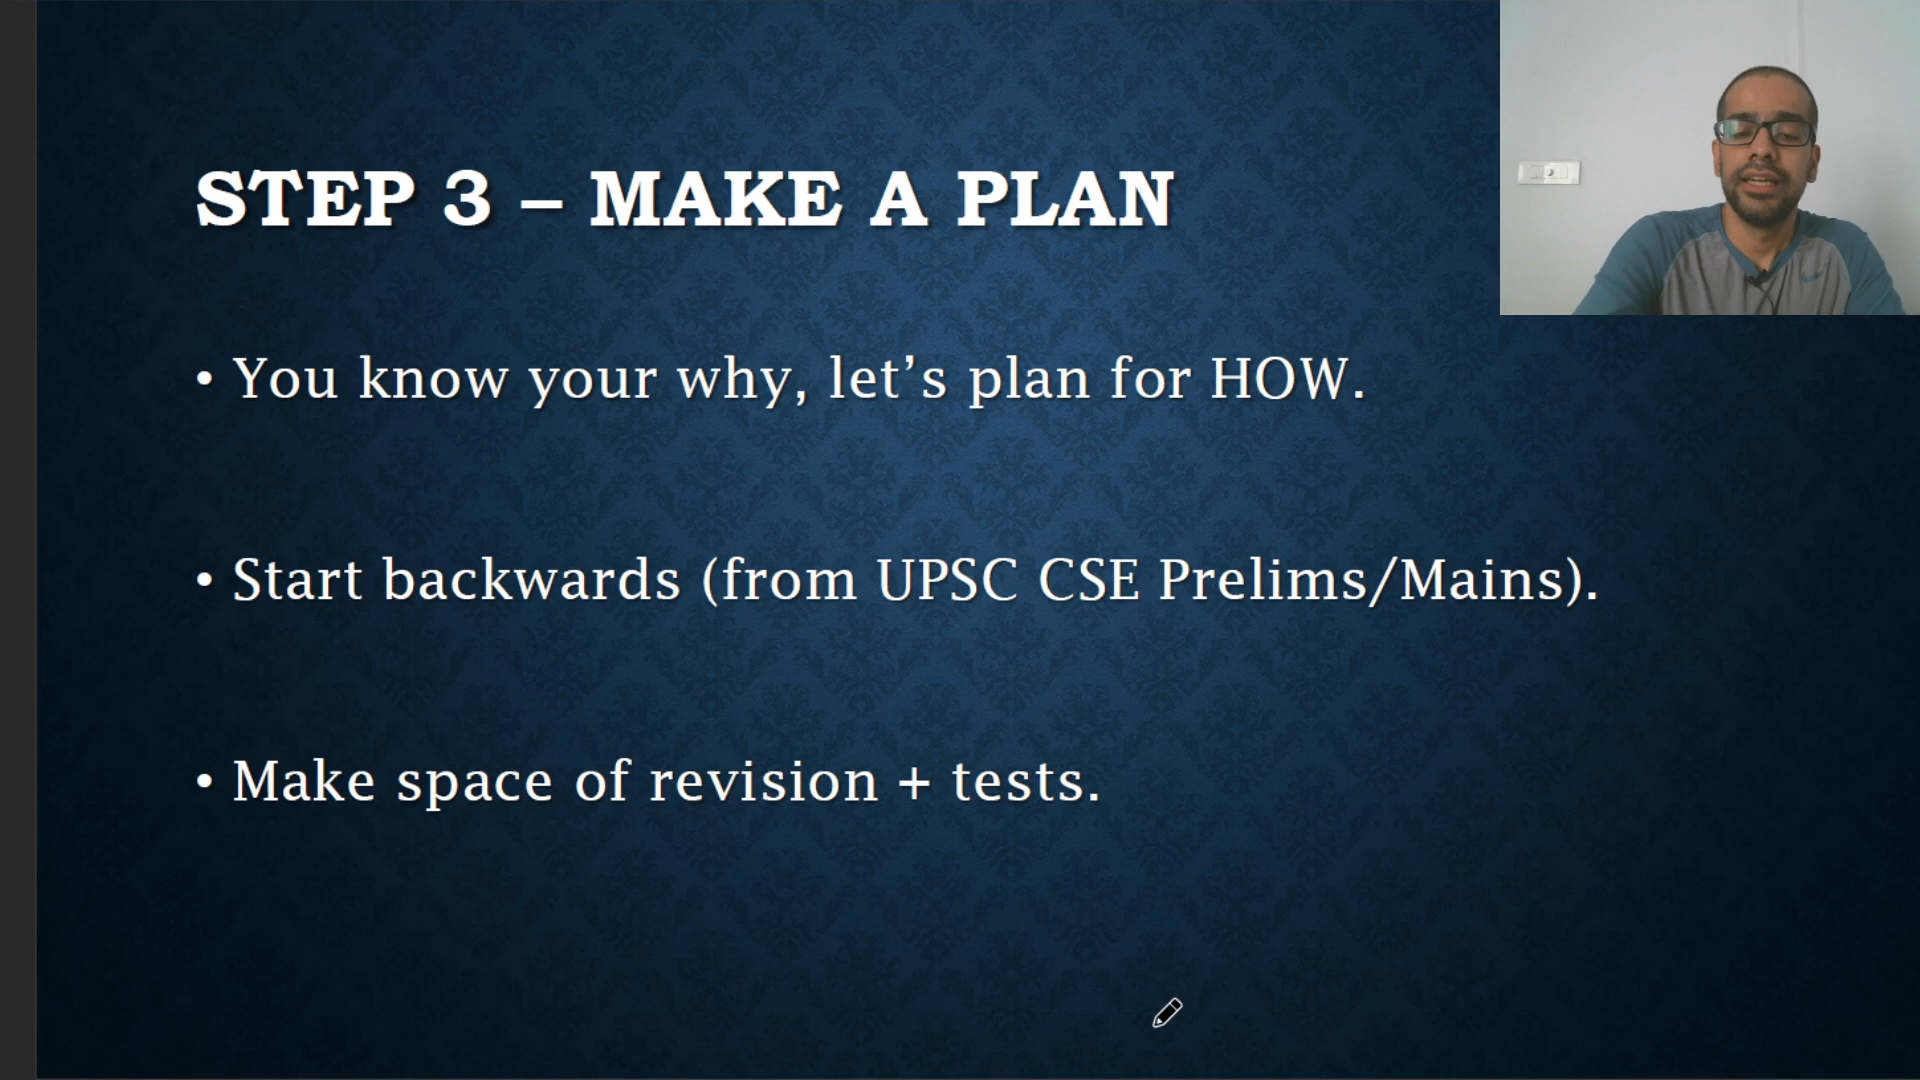 STEP 3 – MAKE A PLAN
• You know your why, let’s plan for HOW.
• Start backwards (from UPSC CSE Prelims/Mains).
• Make space of revision + tests.